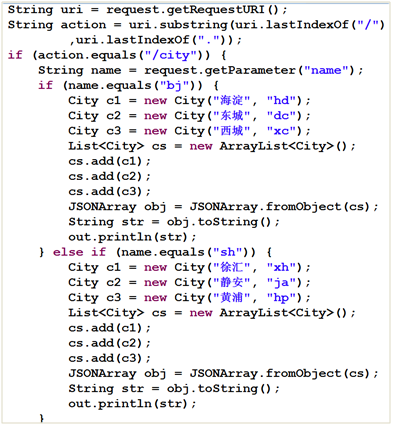 String uri = request.getRequestURI();
String action = uri.substring(uri.lastIndexOf("/")
,uri.lastIndexOf("."));
if (action.equals("/city")) {
String name = request.getParameter("name");
if (name.equals("bj")) {
City c1 = new City("海淀", "hd");
City c2 = new City("东城", "dc");
City c3 = new City("西城", "xc");
List<City> cs = new ArrayList<City>();
cs.add(c1);
cs.add(c2);
cs.add(c3);
JSONArray obj = JSONArray.fromObject(cs);
String str = obj.toString();
out.println(str);
} else if (name.equals("sh")) {
City c1 = new City("徐汇", "xh");
City c2 = new City("静安", "ja");
City c3 = new City("黄浦", "hp");
List<City> cs = new ArrayList<City>();
cs.add(c1);
cs.add(c2);
cs.add(c3);
JSONArray obj = JSONArray.fromObject(cs);
String str = obj.toString();
out.println(str);
}